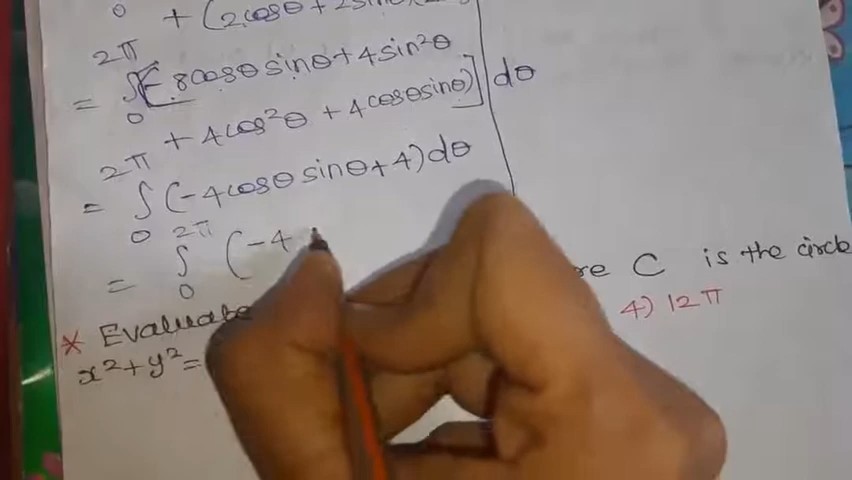 0 + (2cosθ +
2π
= ∫ [- 8cosθ sinθ + 4sin²θ
0
+ 4cos²θ + 4cosθsinθ)] dθ
2π
= ∫ (-4cosθ sinθ + 4) dθ
0
2π
= ∫ (-4
0
* Evaluate re C is the circle
x² + y² = 4) 12π